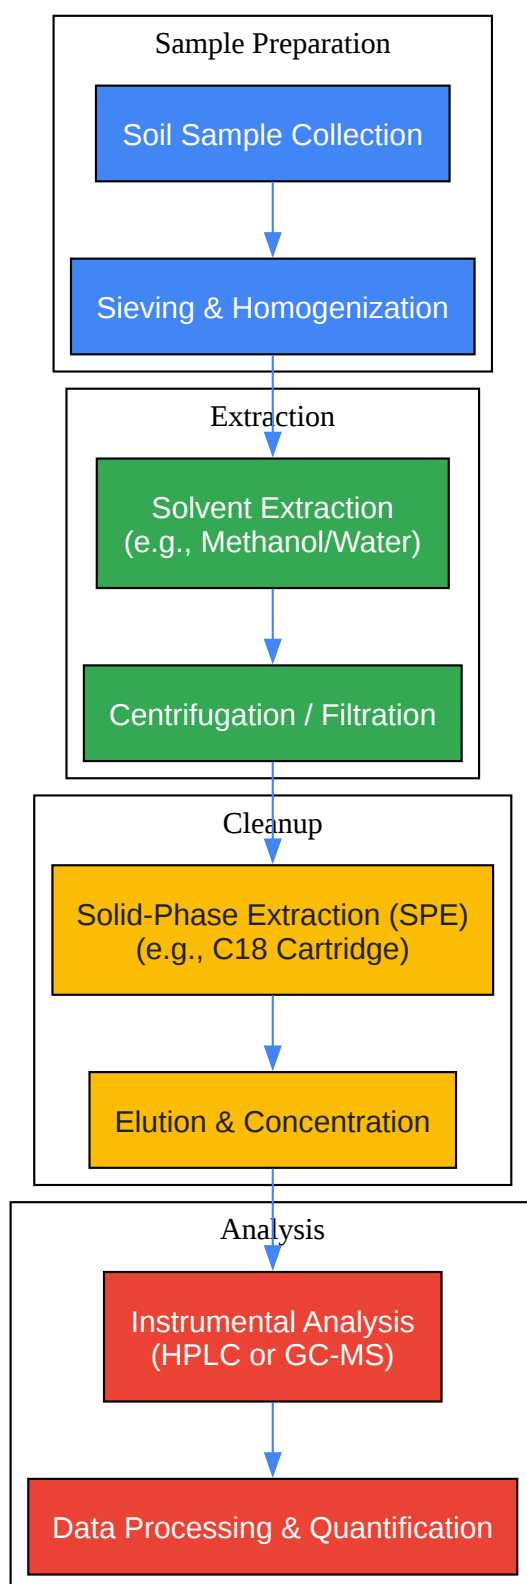 Sample Preparation
Soil Sample Collection
Sieving & Homogenization
Extraction
Solvent Extraction
(e.g., Methanol/Water)
Centrifugation / Filtration
Cleanup
Solid-Phase Extraction (SPE)
(e.g., C18 Cartridge)
Elution & Concentration
Analysis
Instrumental Analysis
(HPLC or GC-MS)
Data Processing & Quantification